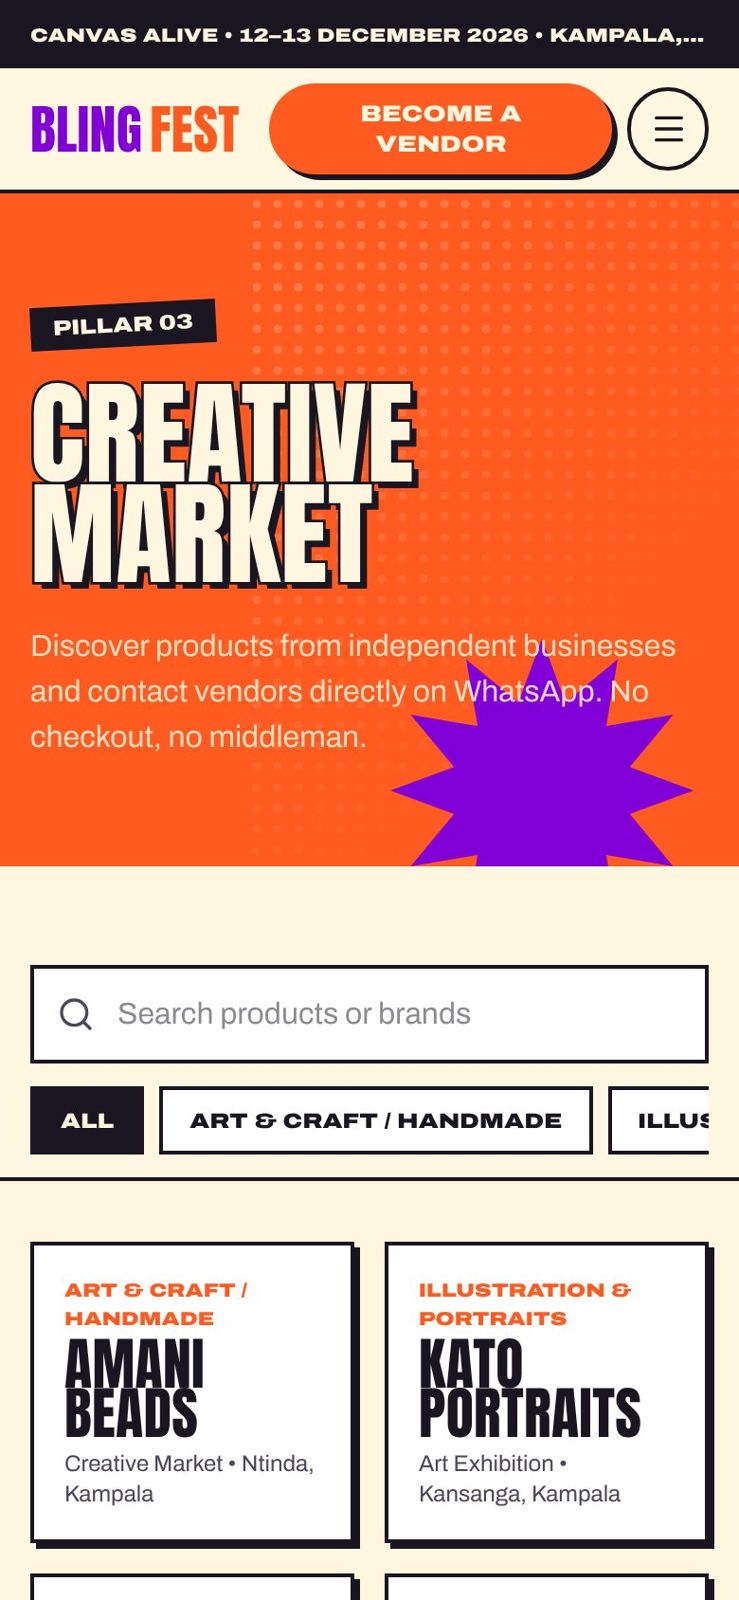 CANVAS ALIVE • 12–13 DECEMBER 2026 • KAMPALA,...
BLING FEST
BECOME A
VENDOR
PILLAR 03
CREATIVE
MARKET
Discover products from independent businesses
and contact vendors directly on WhatsApp. No
checkout, no middleman.
Search products or brands
ALL
ART & CRAFT / HANDMADE
ART & CRAFT /
HANDMADE
AMANI
BEADS
Creative Market • Ntinda,
Kampala
ILLUSTRATION &
PORTRAITS
KATO
PORTRAITS
Art Exhibition •
Kansanga, Kampala